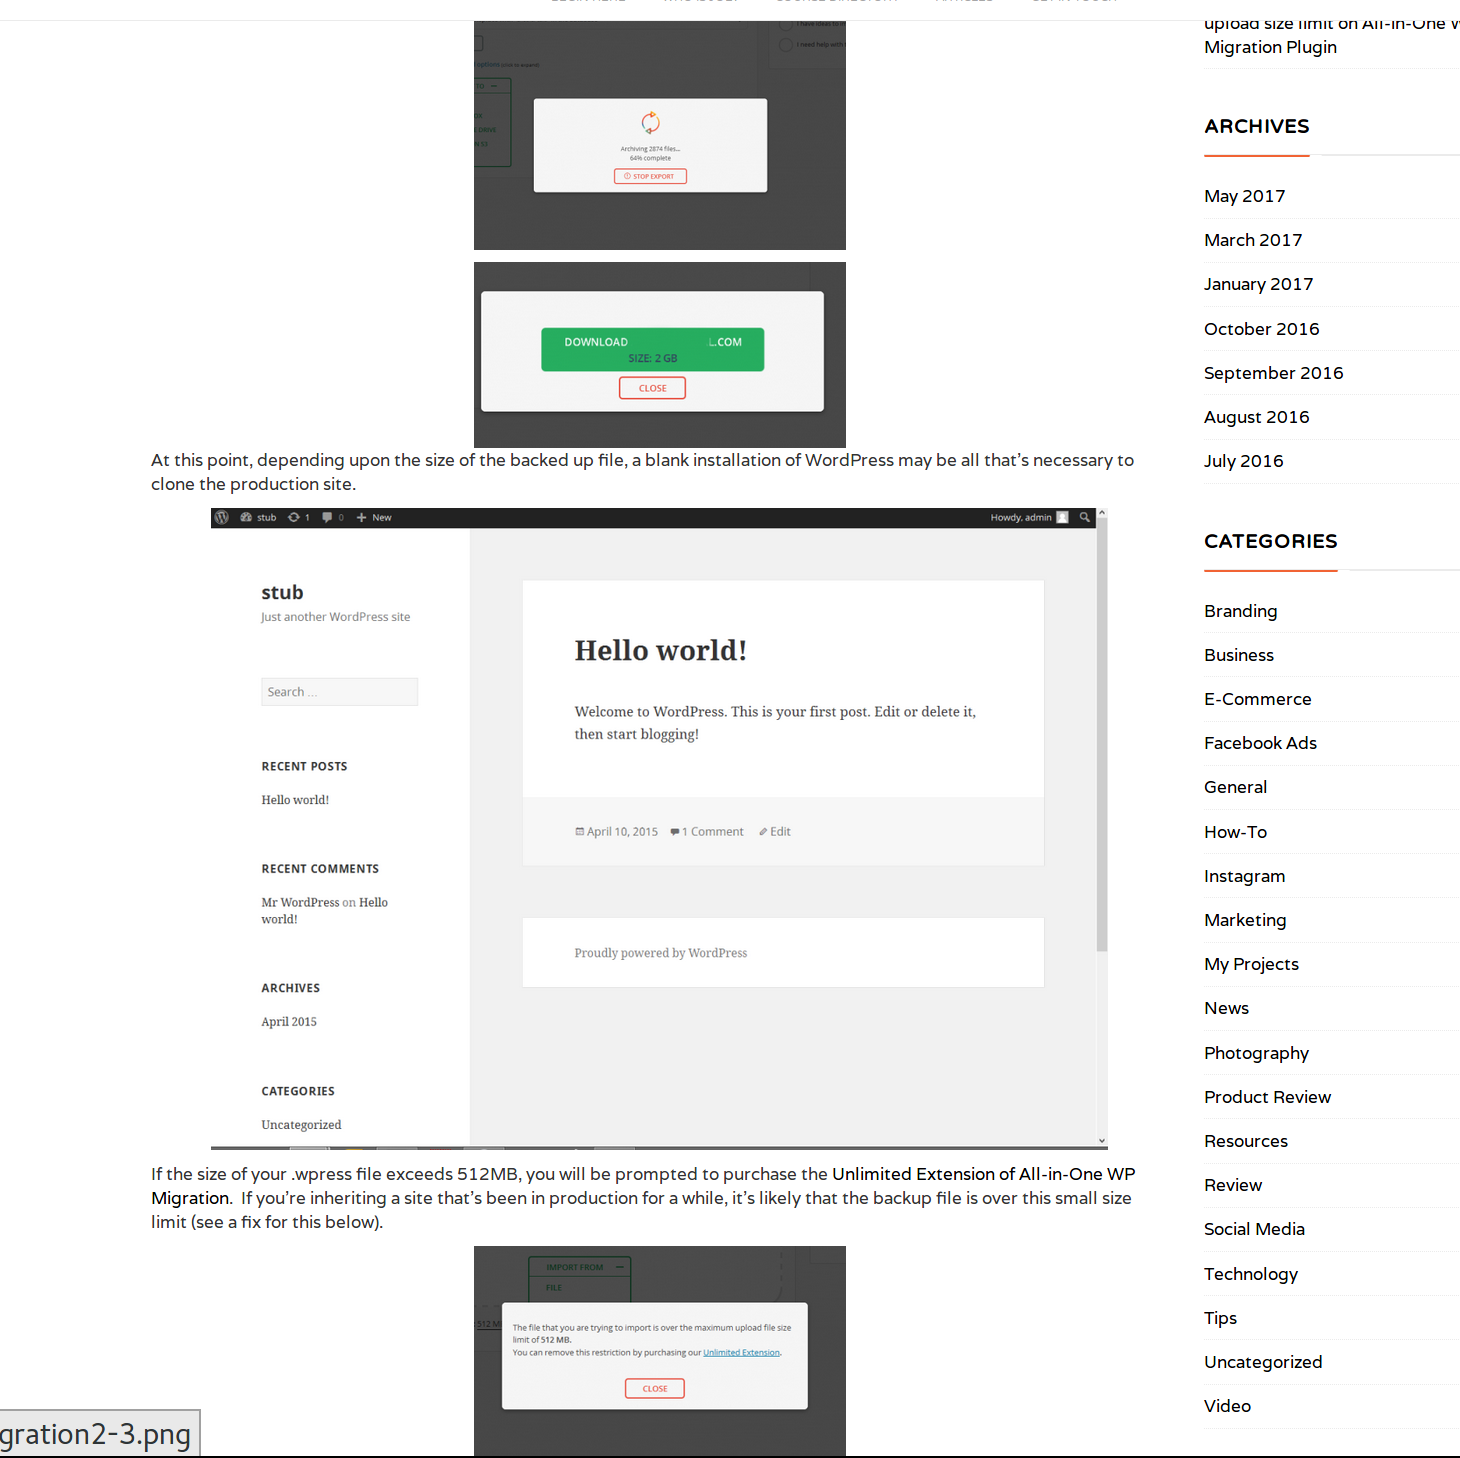 I have ideas to
I need help with
options (click to expand)
TO
DRIVE
Archiving 2874 files...
64% complete
STOP EXPORT
DOWNLOAD .COM
SIZE: 2 GB
CLOSE
At this point, depending upon the size of the backed up file, a blank installation of WordPress may be all that's necessary to
clone the production site.
stub 1 0 New Howdy, admin
stub
Just another WordPress site
Search ...
RECENT POSTS
Hello world!
RECENT COMMENTS
Mr WordPress on Hello
world!
ARCHIVES
April 2015
CATEGORIES
Uncategorized
Hello world!
Welcome to WordPress. This is your first post. Edit or delete it,
then start blogging!
April 10, 2015 1 Comment Edit
Proudly powered by WordPress
If the size of your .wpress file exceeds 512MB, you will be prompted to purchase the Unlimited Extension of All-in-One WP
Migration. If you're inheriting a site that's been in production for a while, it's likely that the backup file is over this small size
limit (see a fix for this below).
IMPORT FROM
FILE
512 M
The file that you are trying to import is over the maximum upload file size
limit of 512 MB.
You can remove this restriction by purchasing our Unlimited Extension.
CLOSE
gration2-3.png
upload size limit on All-in-One W
Migration Plugin
ARCHIVES
May 2017
March 2017
January 2017
October 2016
September 2016
August 2016
July 2016
CATEGORIES
Branding
Business
E-Commerce
Facebook Ads
General
How-To
Instagram
Marketing
My Projects
News
Photography
Product Review
Resources
Review
Social Media
Technology
Tips
Uncategorized
Video